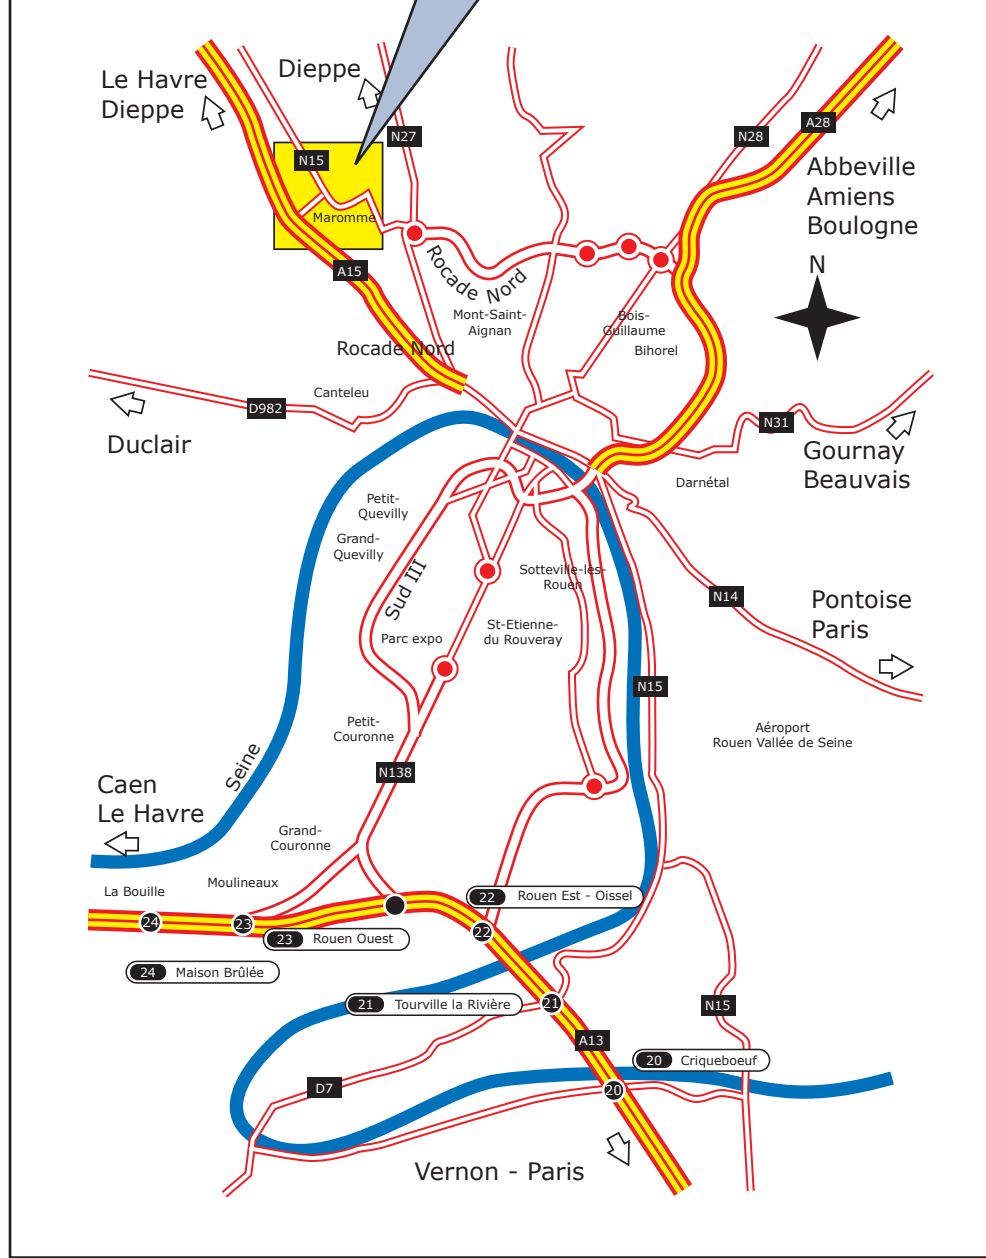 Le Havre
Dieppe
Dieppe
N27
N28
A28
N15
Maromme
Abbeville
Amiens
Boulogne
A15
Rocade Nord
N
Mont-Saint-
Aignan
Bois-
Guillaume
Bihorel
Rocade Nord
Canteleu
D982
Duclair
N31
Gournay
Beauvais
Darnétal
Petit-
Quevilly
Grand-
Quevilly
Sud III
Sotteville-lès-
Rouen
N14
Pontoise
Paris
St-Etienne-
du Rouveray
Parc expo
N15
Petit-
Couronne
Aéroport
Rouen Vallée de Seine
Seine
N138
Caen
Le Havre
Grand-
Couronne
La Bouille
Moulineaux
22 Rouen Est - Oissel
24
23
22
23 Rouen Ouest
24 Maison Brûlée
21 Tourville la Rivière
21
N15
A13
20 Criqueboeuf
D7
20
Vernon - Paris